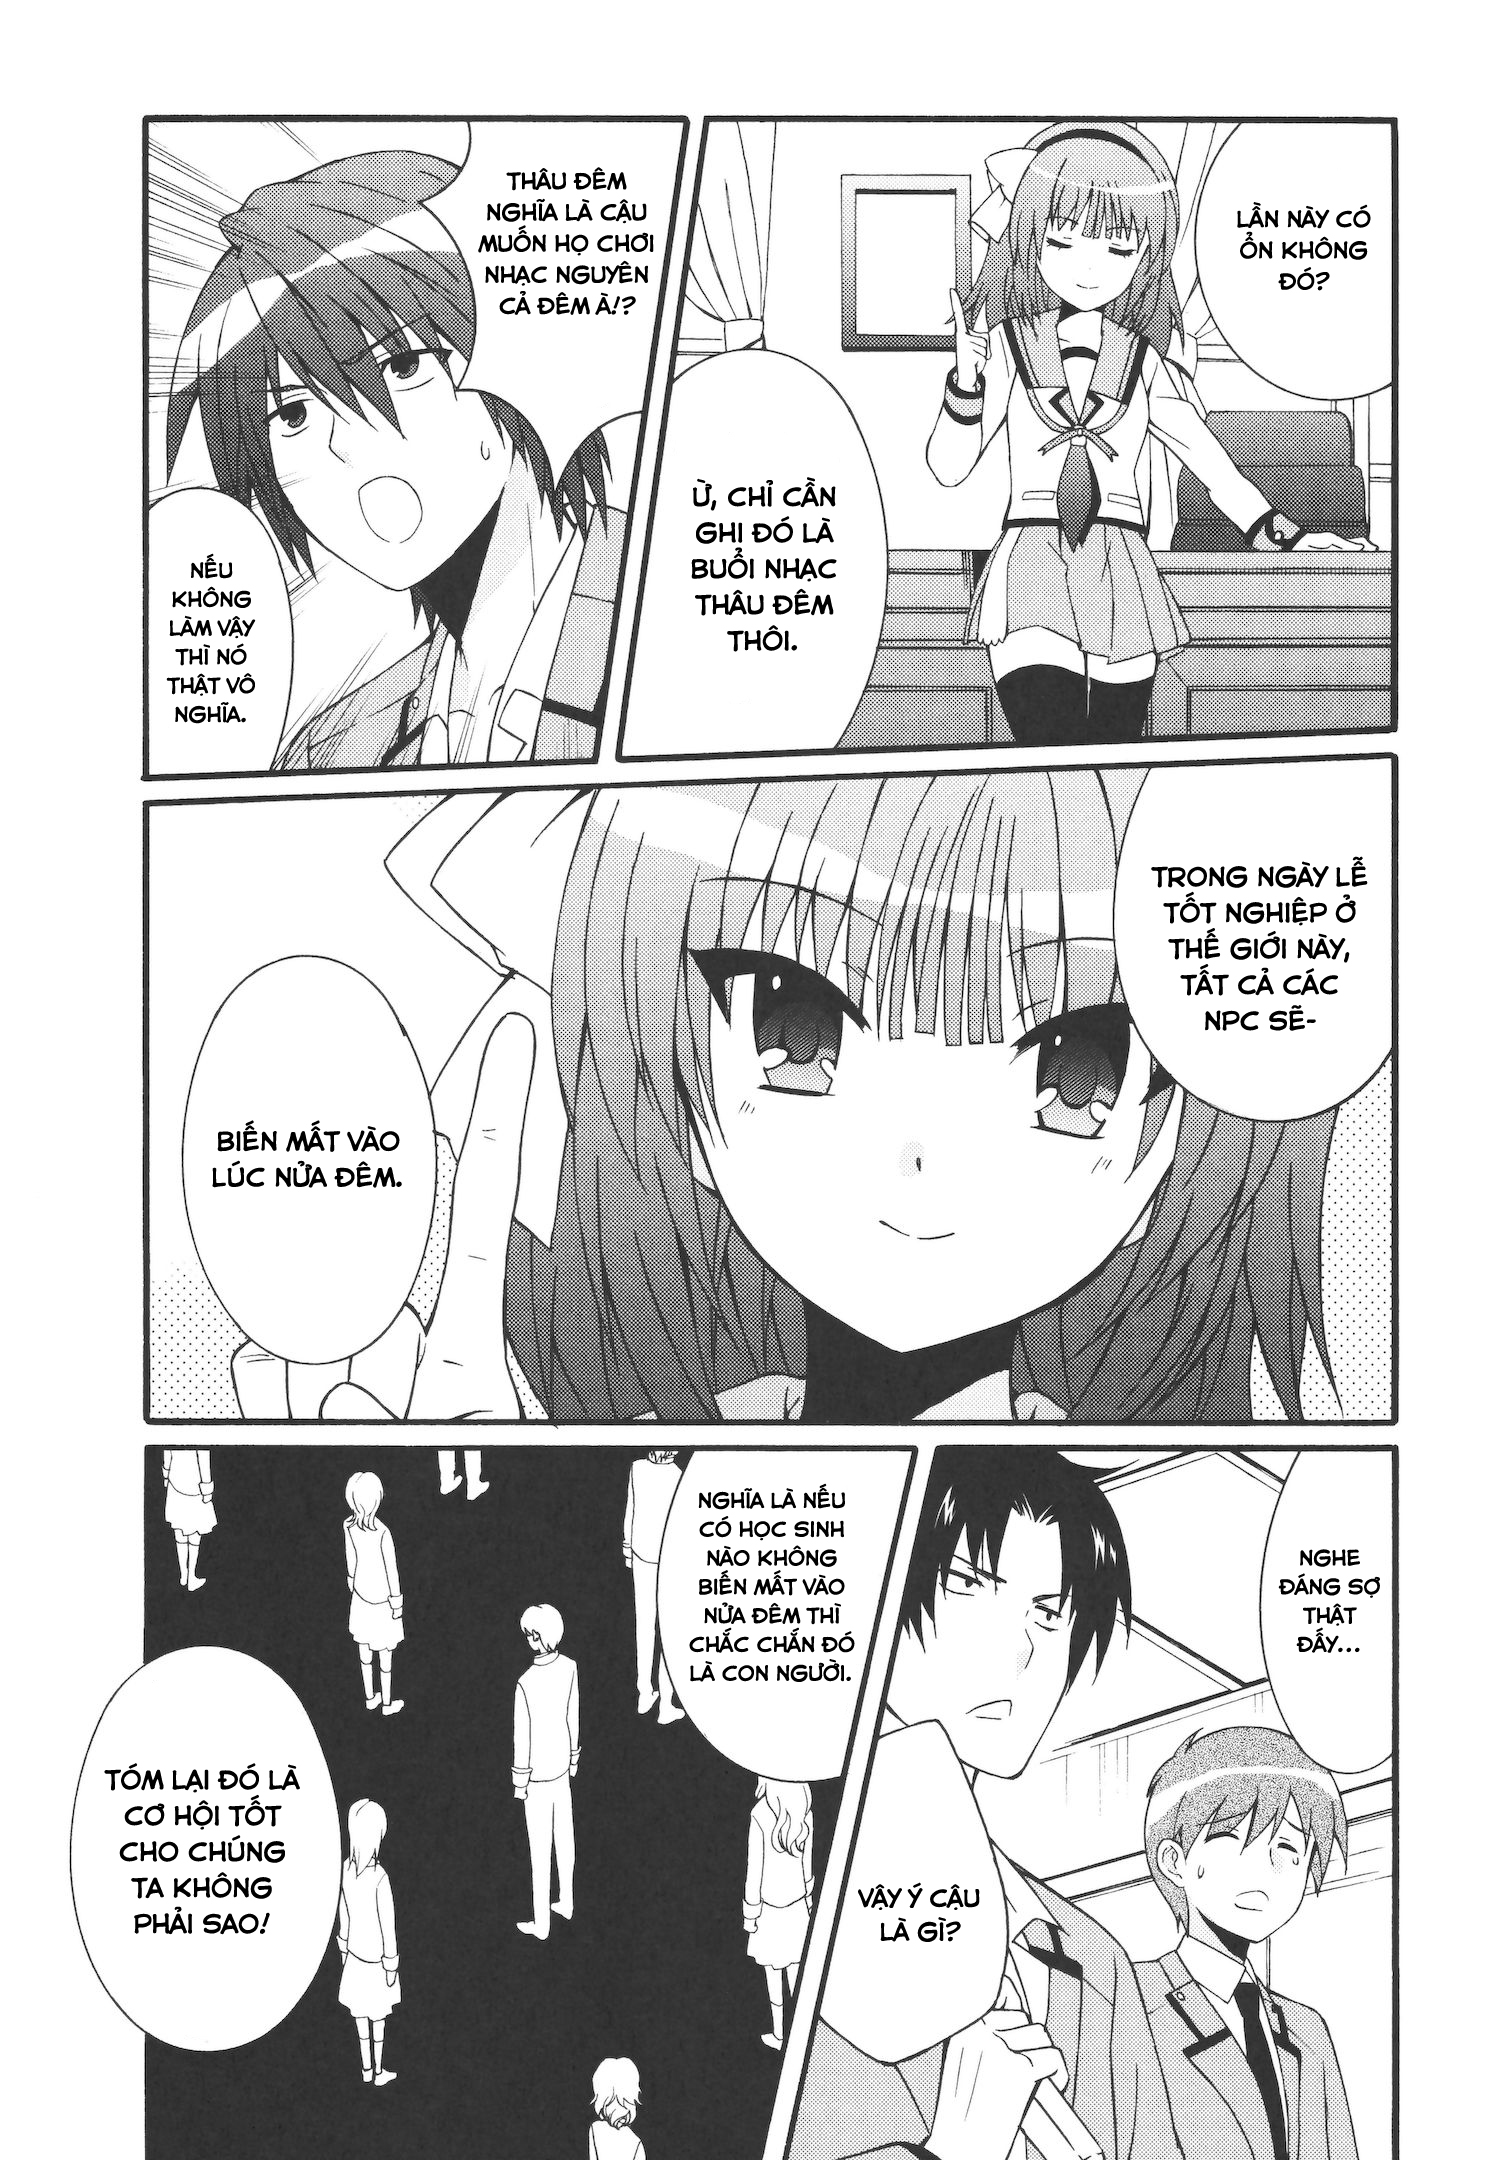 LẦN NÀY CÓ
ỔN KHÔNG
ĐÓ?
Ừ, CHỈ CẦN
GHI ĐÓ LÀ
BUỔI NHẠC
THÂU ĐÊM
THÔI.
THÂU ĐÊM
NGHĨA LÀ CẬU
MUỐN HỌ CHƠI
NHẠC NGUYÊN
CẢ ĐÊM À!?
NẾU
KHÔNG
LÀM VẬY
THÌ NÓ
THẬT VÔ
NGHĨA.
TRONG NGÀY LỄ
TỐT NGHIỆP Ở
THẾ GIỚI NÀY,
TẤT CẢ CÁC
NPC SẼ-
BIẾN MẤT VÀO
LÚC NỬA ĐÊM.
NGHE
ĐÁNG SỢ
THẬT
ĐẤY...
VẬY Ý CẬU
LÀ GÌ?
NGHĨA LÀ NẾU
CÓ HỌC SINH
NÀO KHÔNG
BIẾN MẤT VÀO
NỬA ĐÊM THÌ
CHẮC CHẮN ĐÓ
LÀ CON NGƯỜI.
TÓM LẠI ĐÓ LÀ
CƠ HỘI TỐT
CHO CHÚNG
TA KHÔNG
PHẢI SAO!